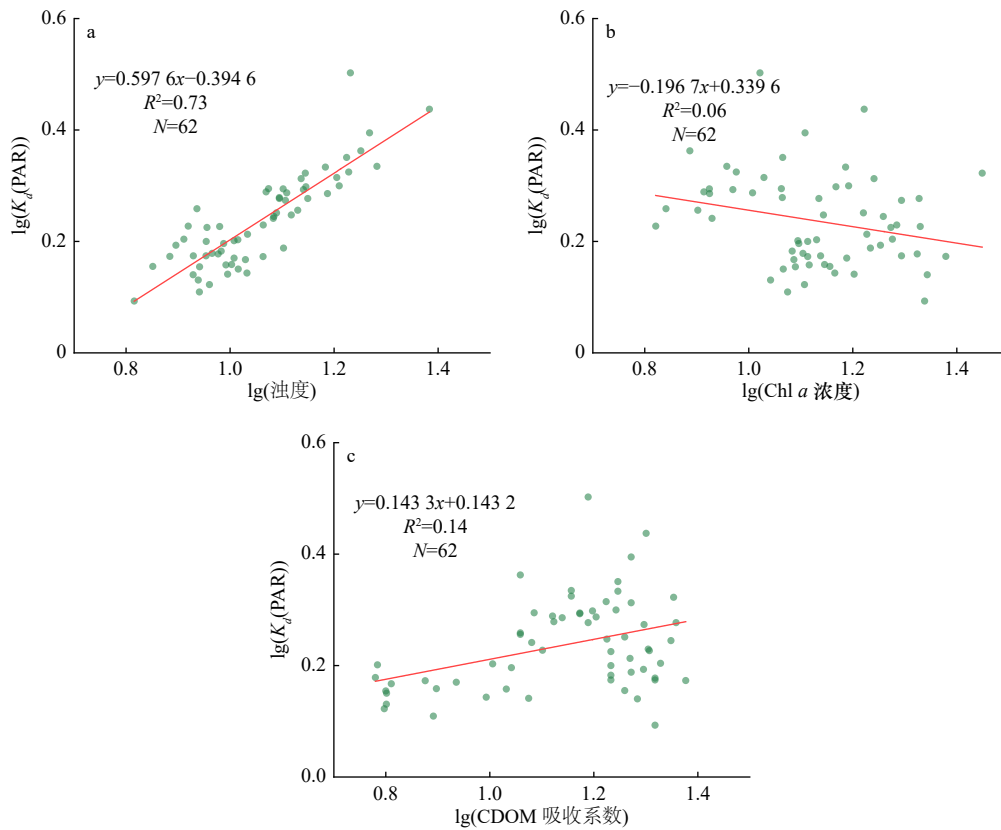 a
y=0.597 6x−0.394 6
R²=0.73
N=62
lg(K_d(PAR))
0.6
0.4
0.2
0
0.8 1.0 1.2 1.4
lg(浊度)
b
y=−0.196 7x+0.339 6
R²=0.06
N=62
lg(K_d(PAR))
0.6
0.4
0.2
0
0.8 1.0 1.2 1.4
lg(Chl a 浓度)
c
y=0.143 3x+0.143 2
R²=0.14
N=62
lg(K_d(PAR))
0.6
0.4
0.2
0.0
0.8 1.0 1.2 1.4
lg(CDOM 吸收系数)